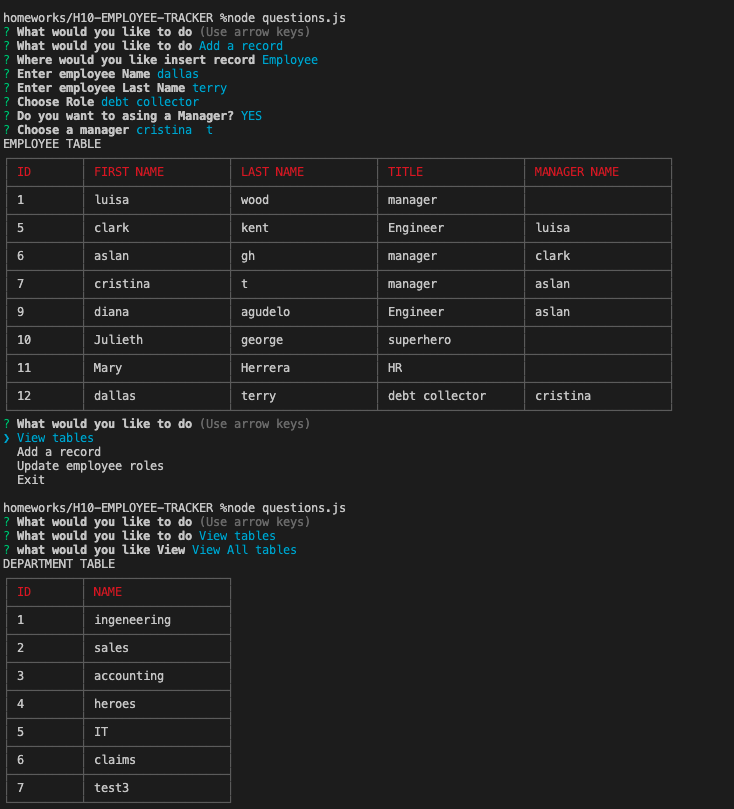 homeworks/H10-EMPLOYEE-TRACKER %node questions.js
? What would you like to do (Use arrow keys)
? What would you like to do Add a record
? Where would you like insert record Employee
? Enter employee Name dallas
? Enter employee Last Name terry
? Choose Role debt collector
? Do you want to asing a Manager? YES
? Choose a manager cristina  t
EMPLOYEE TABLE
ID FIRST NAME LAST NAME TITLE MANAGER NAME
1 luisa wood manager
5 clark kent Engineer luisa
6 aslan gh manager clark
7 cristina t manager aslan
9 diana agudelo Engineer aslan
10 Julieth george superhero
11 Mary Herrera HR
12 dallas terry debt collector cristina
? What would you like to do (Use arrow keys)
❯ View tables
Add a record
Update employee roles
Exit
homeworks/H10-EMPLOYEE-TRACKER %node questions.js
? What would you like to do (Use arrow keys)
? What would you like to do View tables
? what would you like View View All tables
DEPARTMENT TABLE
ID NAME
1 ingeneering
2 sales
3 accounting
4 heroes
5 IT
6 claims
7 test3